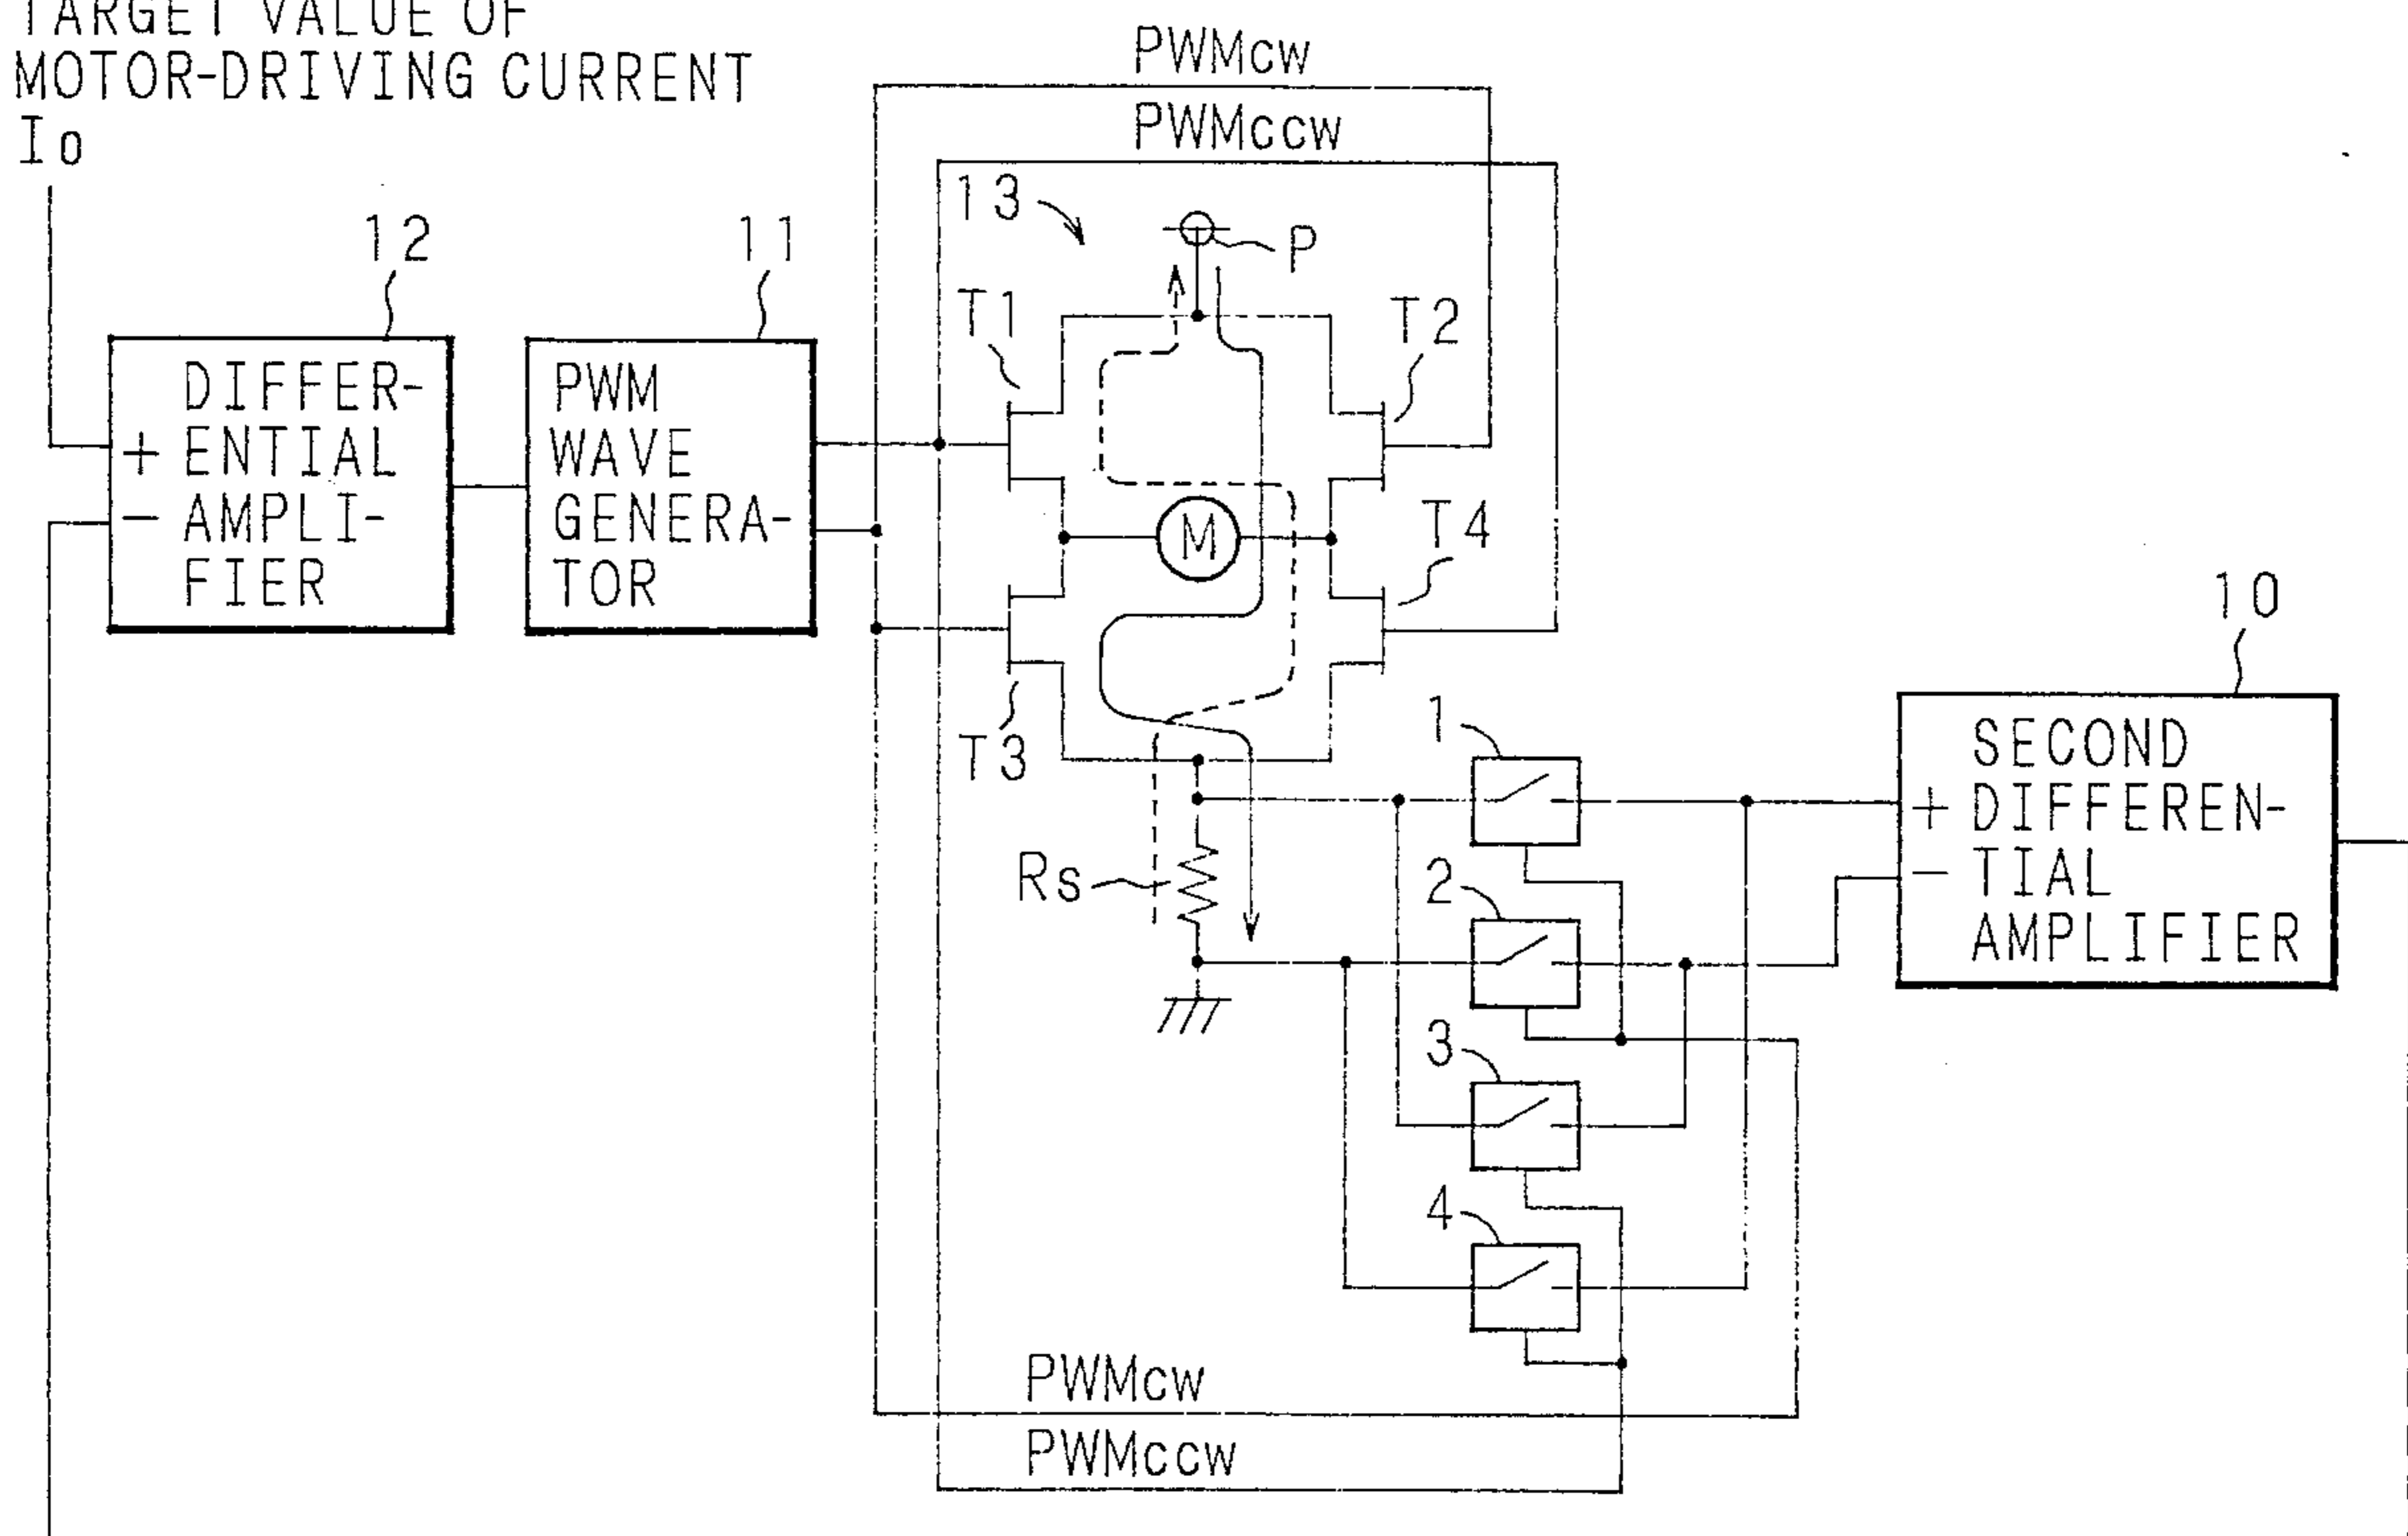 TARGET VALUE OF
MOTOR-DRIVING CURRENT
Io
PWMcw
PWMccw
13
P
12
11
T1
T2
DIFFER-
+ ENTIAL
− AMPLI-
FIER
PWM
WAVE
GENERA-
TOR
M
T4
T3
10
1
SECOND
+ DIFFEREN-
− TIAL
AMPLIFIER
Rs
2
3
4
PWMcw
PWMccw